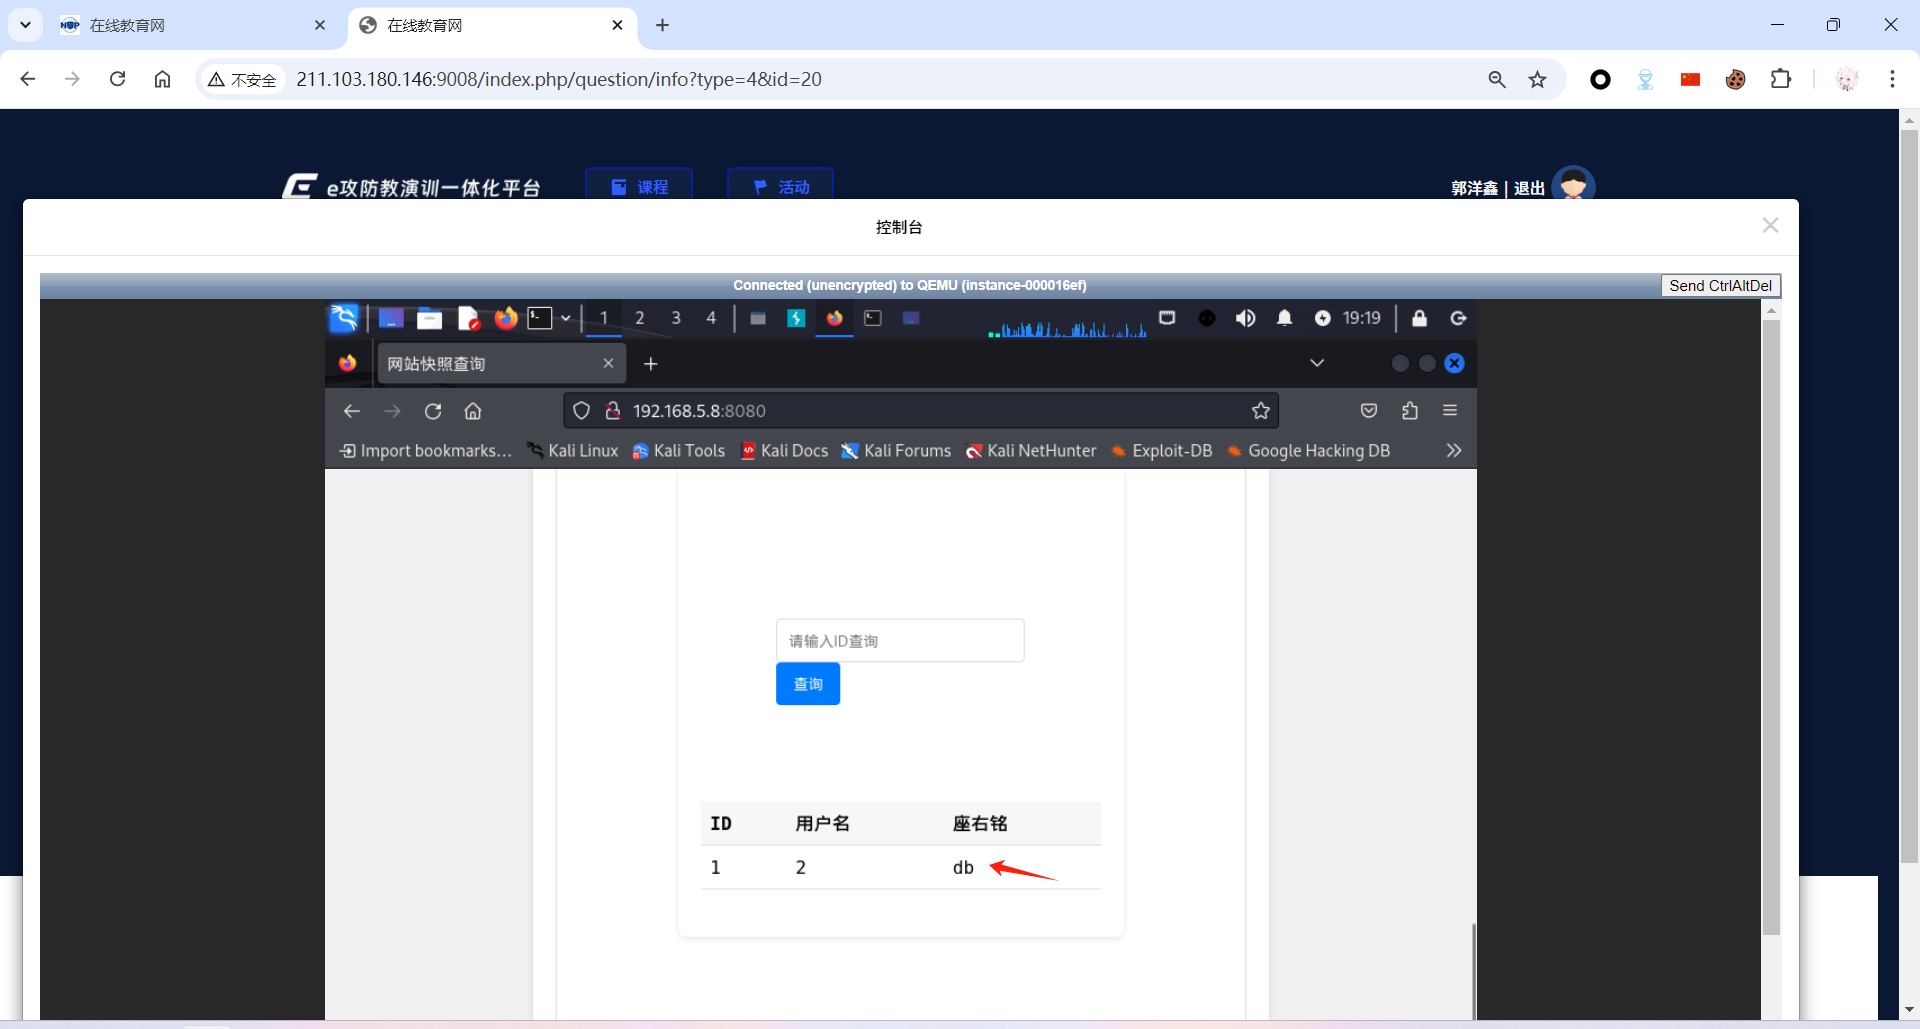 在线教育网
在线教育网
不安全
211.103.180.146:9008/index.php/question/info?type=4&id=20
e攻防教演训一体化平台
课程
活动
郭洋鑫 | 退出
控制台
Connected (unencrypted) to QEMU (instance-000016ef)
Send CtrlAltDel
1 2 3 4
19:19
网站快照查询
192.168.5.8:8080
Import bookmarks...
Kali Linux
Kali Tools
Kali Docs
Kali Forums
Kali NetHunter
Exploit-DB
Google Hacking DB
请输入ID查询
查询
ID 用户名 座右铭
1 2 db